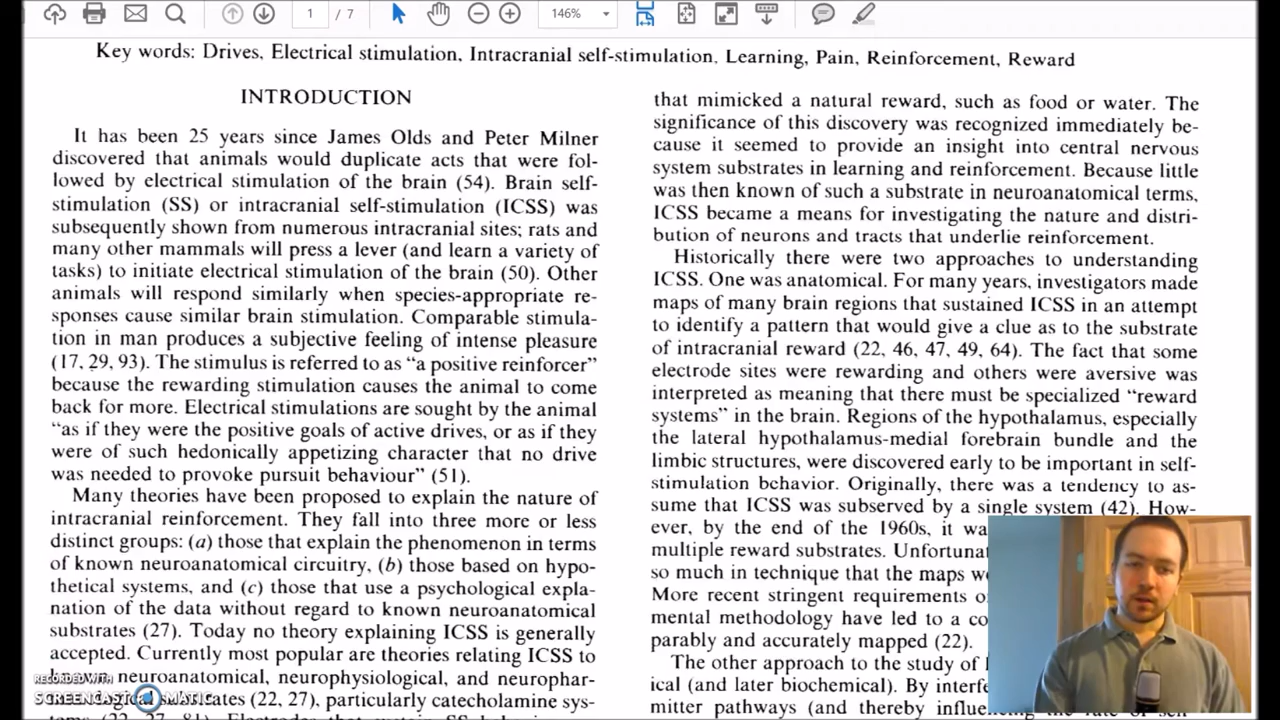 1 / 7
146%
Key words: Drives, Electrical stimulation, Intracranial self-stimulation, Learning, Pain, Reinforcement, Reward
INTRODUCTION
It has been 25 years since James Olds and Peter Milner
discovered that animals would duplicate acts that were fol-
lowed by electrical stimulation of the brain (54). Brain self-
stimulation (SS) or intracranial self-stimulation (ICSS) was
subsequently shown from numerous intracranial sites; rats and
many other mammals will press a lever (and learn a variety of
tasks) to initiate electrical stimulation of the brain (50). Other
animals will respond similarly when species-appropriate re-
sponses cause similar brain stimulation. Comparable stimula-
tion in man produces a subjective feeling of intense pleasure
(17, 29, 93). The stimulus is referred to as “a positive reinforcer”
because the rewarding stimulation causes the animal to come
back for more. Electrical stimulations are sought by the animal
“as if they were the positive goals of active drives, or as if they
were of such hedonically appetizing character that no drive
was needed to provoke pursuit behaviour” (51).
Many theories have been proposed to explain the nature of
intracranial reinforcement. They fall into three more or less
distinct groups: (a) those that explain the phenomenon in terms
of known neuroanatomical circuitry, (b) those based on hypo-
thetical systems, and (c) those that use a psychological expla-
nation of the data without regard to known neuroanatomical
substrates (27). Today no theory explaining ICSS is generally
accepted. Currently most popular are theories relating ICSS to
neuroanatomical, neurophysiological, and neurophar-
substrates (22, 27), particularly catecholamine sys-
that mimicked a natural reward, such as food or water. The
significance of this discovery was recognized immediately be-
cause it seemed to provide an insight into central nervous
system substrates in learning and reinforcement. Because little
was then known of such a substrate in neuroanatomical terms,
ICSS became a means for investigating the nature and distri-
bution of neurons and tracts that underlie reinforcement.
Historically there were two approaches to understanding
ICSS. One was anatomical. For many years, investigators made
maps of many brain regions that sustained ICSS in an attempt
to identify a pattern that would give a clue as to the substrate
of intracranial reward (22, 46, 47, 49, 64). The fact that some
electrode sites were rewarding and others were aversive was
interpreted as meaning that there must be specialized “reward
systems” in the brain. Regions of the hypothalamus, especially
the lateral hypothalamus-medial forebrain bundle and the
limbic structures, were discovered early to be important in self-
stimulation behavior. Originally, there was a tendency to as-
sume that ICSS was subserved by a single system (42). How-
ever, by the end of the 1960s, it wa
multiple reward substrates. Unfortuna
so much in technique that the maps w
More recent stringent requirements o
mental methodology have led to a co
parably and accurately mapped (22).
The other approach to the study of
ical (and later biochemical). By interfe
mitter pathways (and thereby influe
RECORDED WITH
SCREENCAST-O-MATIC